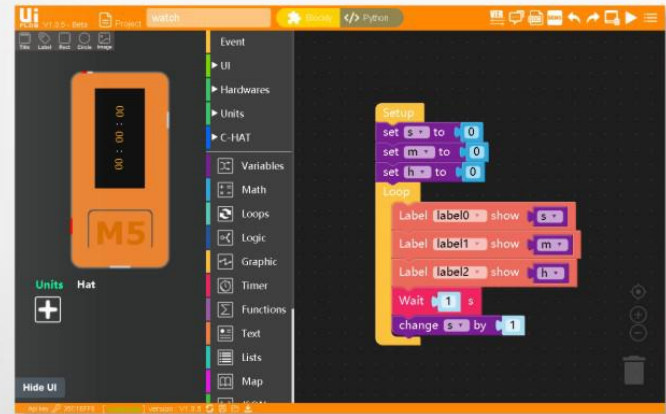 Ui
FLOW V1.3.5 - Beta Project watch Blockly </> Python
Title Label Rect Circle Image
00 : 00 : 00
M5
Units Hat
Hide UI
Event
UI
Hardwares
Units
C-HAT
Variables
Math
Loops
Logic
Graphic
Timer
Functions
Text
Lists
Map
JSON
Setup
set s to 0
set m to 0
set h to 0
Loop
Label label0 show s
Label label1 show m
Label label2 show h
Wait 1 s
change s by 1